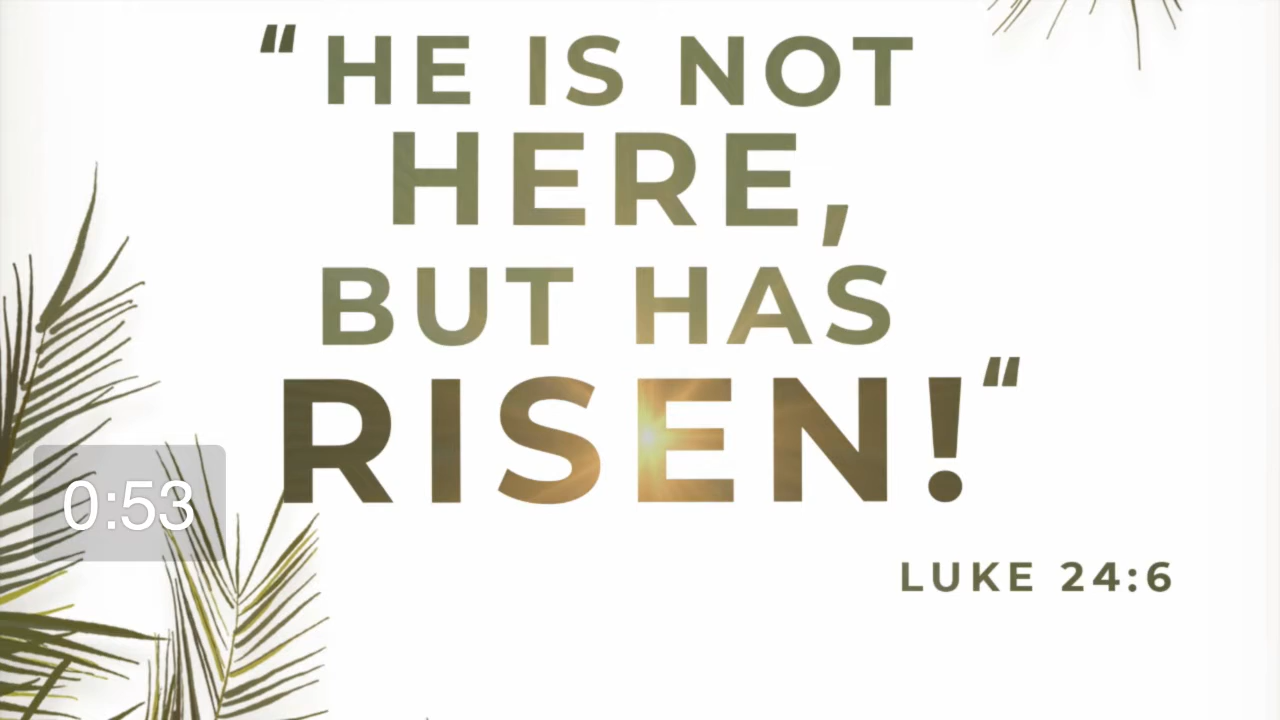 “HE IS NOT
HERE,
BUT HAS
RISEN!“
0:53
LUKE 24:6